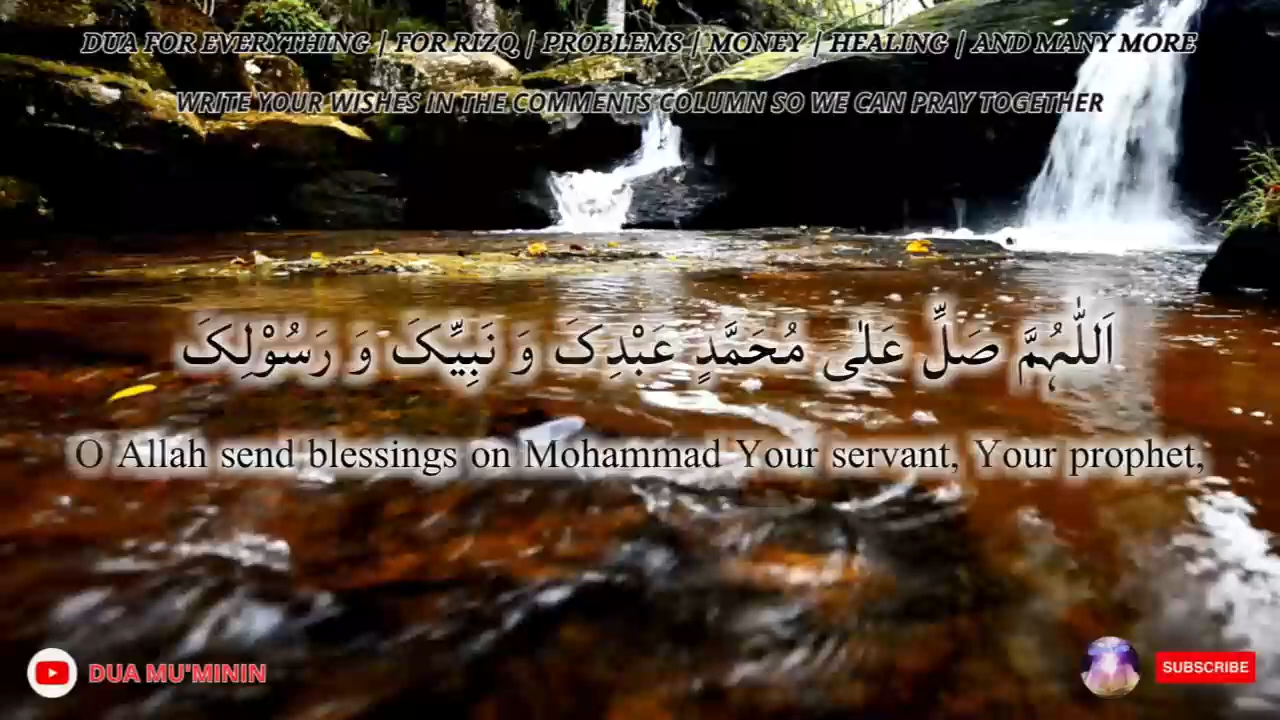 DUA FOR EVERYTHING | FOR RIZQ | PROBLEMS | MONEY | HEALING | AND MANY MORE
WRITE YOUR WISHES IN THE COMMENTS COLUMN SO WE CAN PRAY TOGETHER
اَللّٰہُمَّ صَلِّ عَلٰی مُحَمَّدٍ عَبْدِکَ وَ نَبِیِّکَ وَ رَسُوْلِکَ
O Allah send blessings on Mohammad Your servant, Your prophet,
DUA MU'MININ
SUBSCRIBE